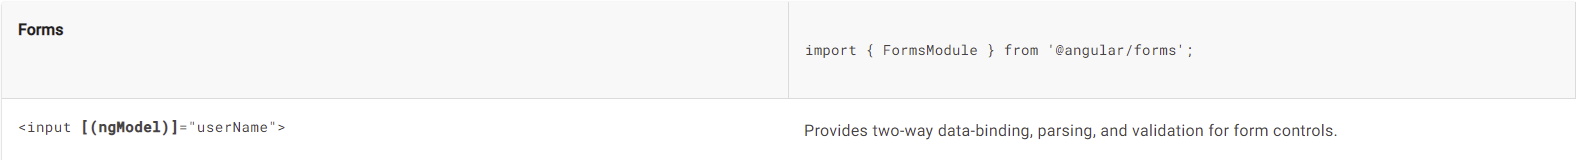 Forms
import { FormsModule } from '@angular/forms';
<input [(ngModel)]="userName">
Provides two-way data-binding, parsing, and validation for form controls.